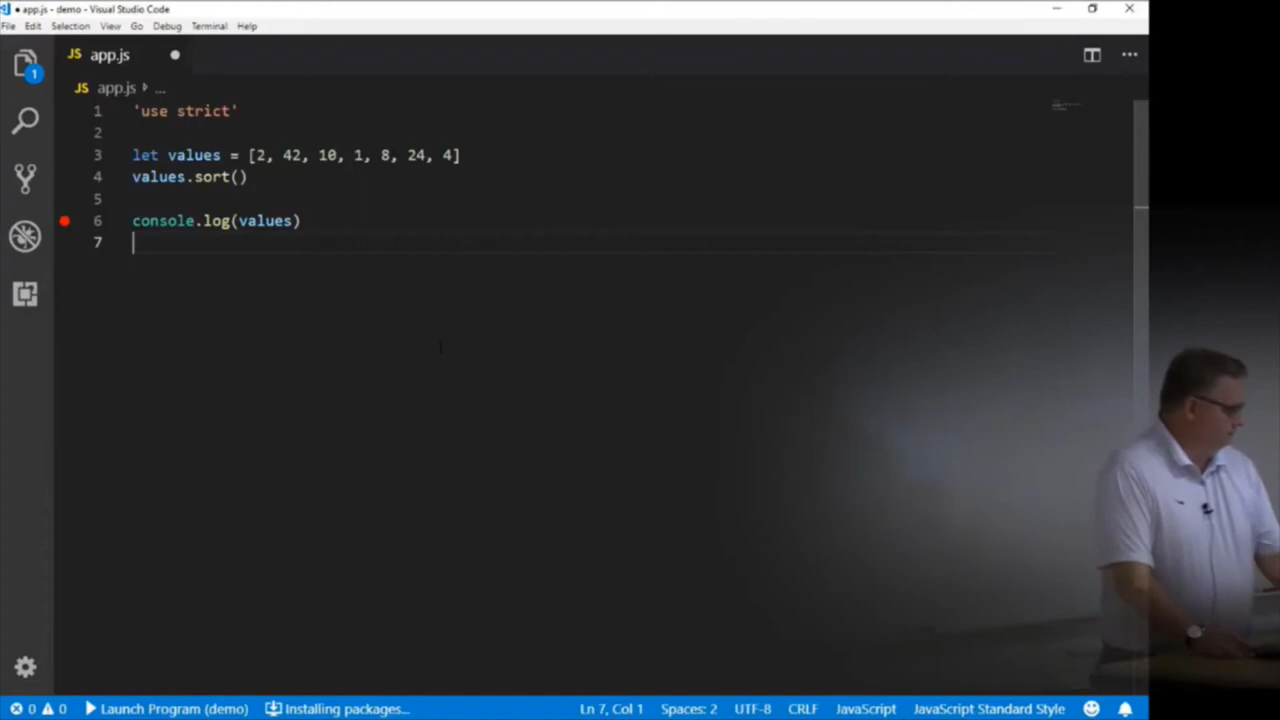 ● app.js - demo - Visual Studio Code
File Edit Selection View Go Debug Terminal Help
JS app.js
JS app.js ...
1 'use strict'
2
3 let values = [2, 42, 10, 1, 8, 24, 4]
4 values.sort()
5
6 console.log(values)
7
1
0 0 Launch Program (demo) Installing packages... Ln 7, Col 1 Spaces: 2 UTF-8 CRLF JavaScript JavaScript Standard Style